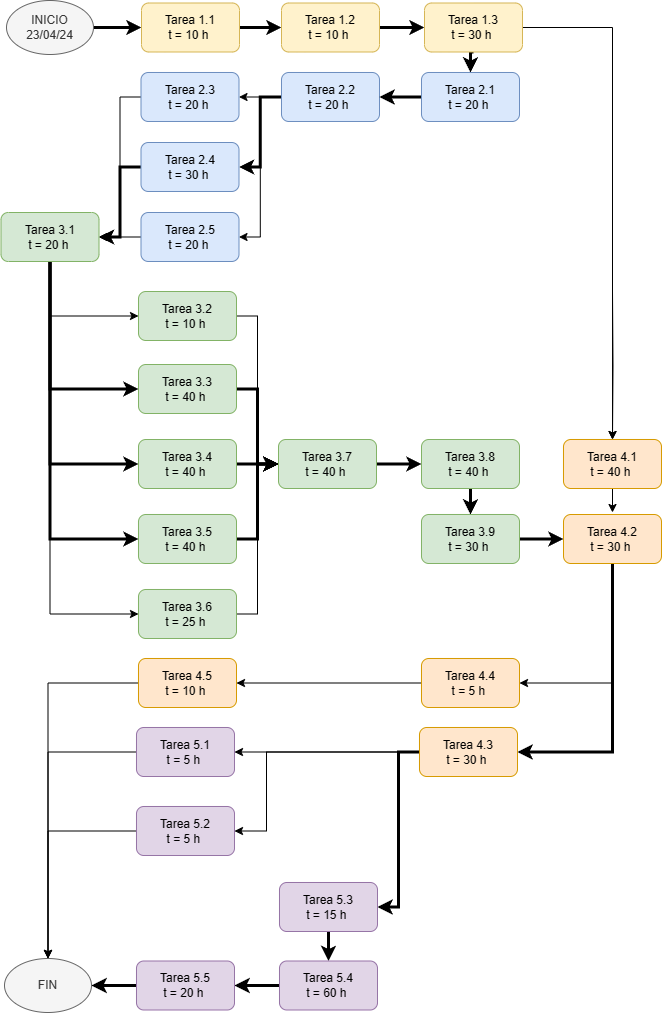 INICIO
23/04/24
Tarea 1.1
t = 10 h
Tarea 1.2
t = 10 h
Tarea 1.3
t = 30 h
Tarea 2.3
t = 20 h
Tarea 2.2
t = 20 h
Tarea 2.1
t = 20 h
Tarea 2.4
t = 30 h
Tarea 3.1
t = 20 h
Tarea 2.5
t = 20 h
Tarea 3.2
t = 10 h
Tarea 3.3
t = 40 h
Tarea 3.4
t = 40 h
Tarea 3.7
t = 40 h
Tarea 3.8
t = 40 h
Tarea 4.1
t = 40 h
Tarea 3.5
t = 40 h
Tarea 3.9
t = 30 h
Tarea 4.2
t = 30 h
Tarea 3.6
t = 25 h
Tarea 4.5
t = 10 h
Tarea 4.4
t = 5 h
Tarea 5.1
t = 5 h
Tarea 4.3
t = 30 h
Tarea 5.2
t = 5 h
Tarea 5.3
t = 15 h
FIN
Tarea 5.5
t = 20 h
Tarea 5.4
t = 60 h